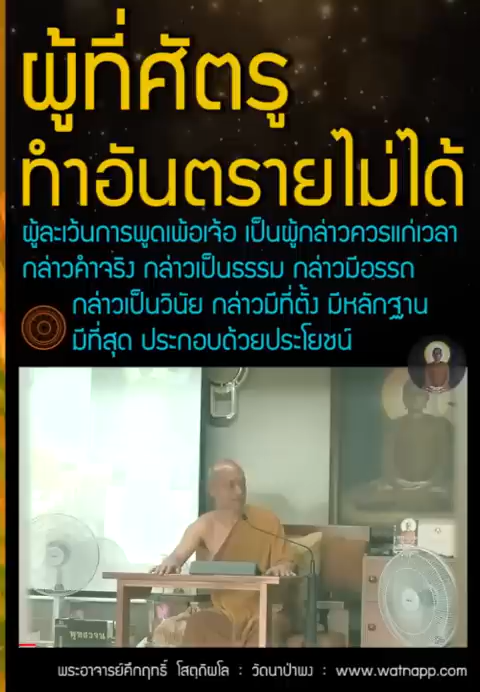 ผู้ที่ศัตรู
ทำอันตรายไม่ได้
ผู้ละเว้นการพูดเพ้อเจ้อ เป็นผู้กล่าวควรแก่เวลา
กล่าวคำจริง กล่าวเป็นธรรม กล่าวมีอรรถ
กล่าวเป็นวินัย กล่าวมีที่ตั้ง มีหลักฐาน
มีที่สุด ประกอบด้วยประโยชน์
พุทธวจน
พระอาจารย์คึกฤทธิ์ โสตฺถิผโล : วัดนาป่าพง : www.watnapp.com